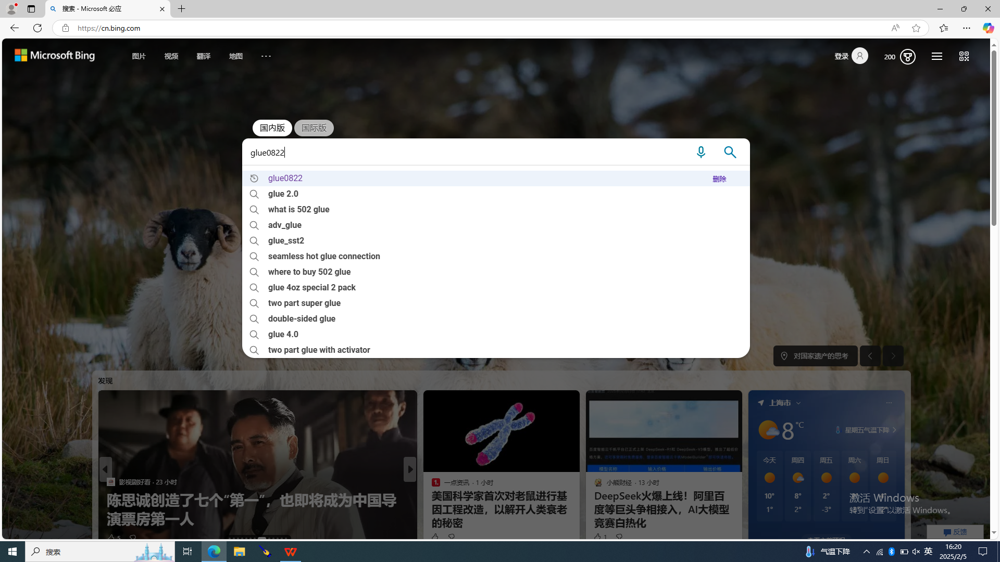 搜索 - Microsoft 必应
https://cn.bing.com
Microsoft Bing
图片
视频
翻译
地图
登录
200
国内版
国际版
glue0822
glue0822
删除
glue 2.0
what is 502 glue
adv_glue
glue_sst2
seamless hot glue connection
where to buy 502 glue
glue 4oz special 2 pack
two part super glue
double-sided glue
glue 4.0
two part glue with activator
对国家遗产的思考
发现
影视剧好看 · 23 小时
陈思诚创造了七个“第一”，也即将成为中国导
演票房第一人
5
一点资讯 · 1 小时
美国科学家首次对老鼠进行基
因工程改造，以解开人类衰老
的秘密
模型名称
输入价格
输出价格
小熊财经 · 13 小时
DeepSeek火爆上线！阿里百
度等巨头争相接入，AI大模型
竞赛白热化
1
上海市
8
°C
星期五气温下降
今天 周四 周五 周六 周日
10° 8° 2°
1° 2° -3°
激活 Windows
转到“设置”以激活 Windows。
反馈
搜索
气温下降
英
16:20
2025/2/5